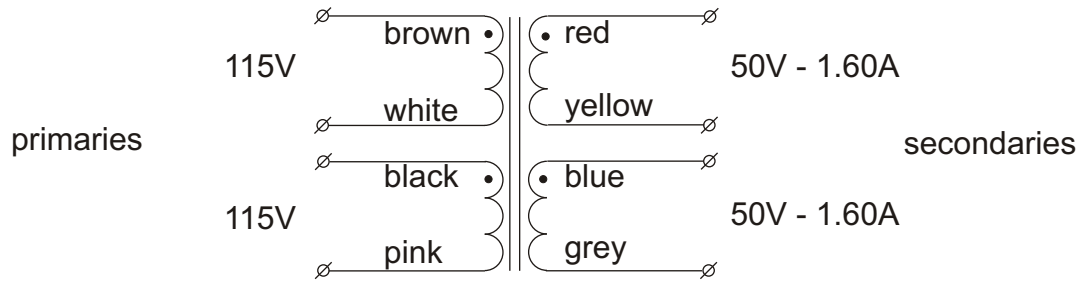 brown
red
115V
50V - 1.60A
white
yellow
primaries
secondaries
black
blue
115V
50V - 1.60A
pink
grey